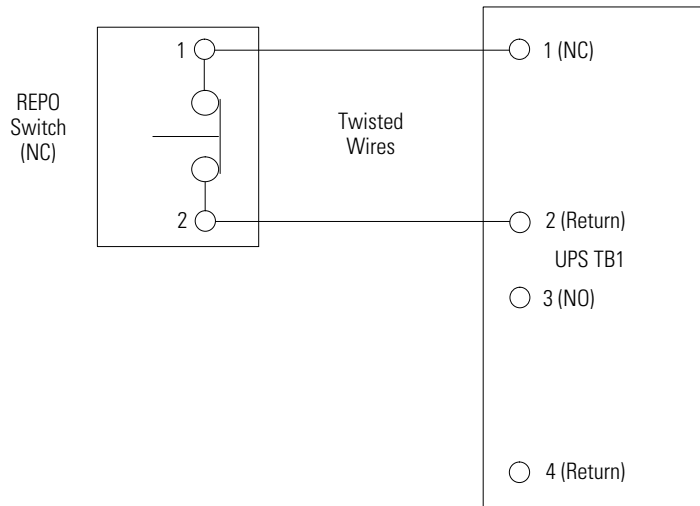 1
1 (NC)
REPO
Switch
(NC)
Twisted
Wires
2
2 (Return)
UPS TB1
3 (NO)
4 (Return)